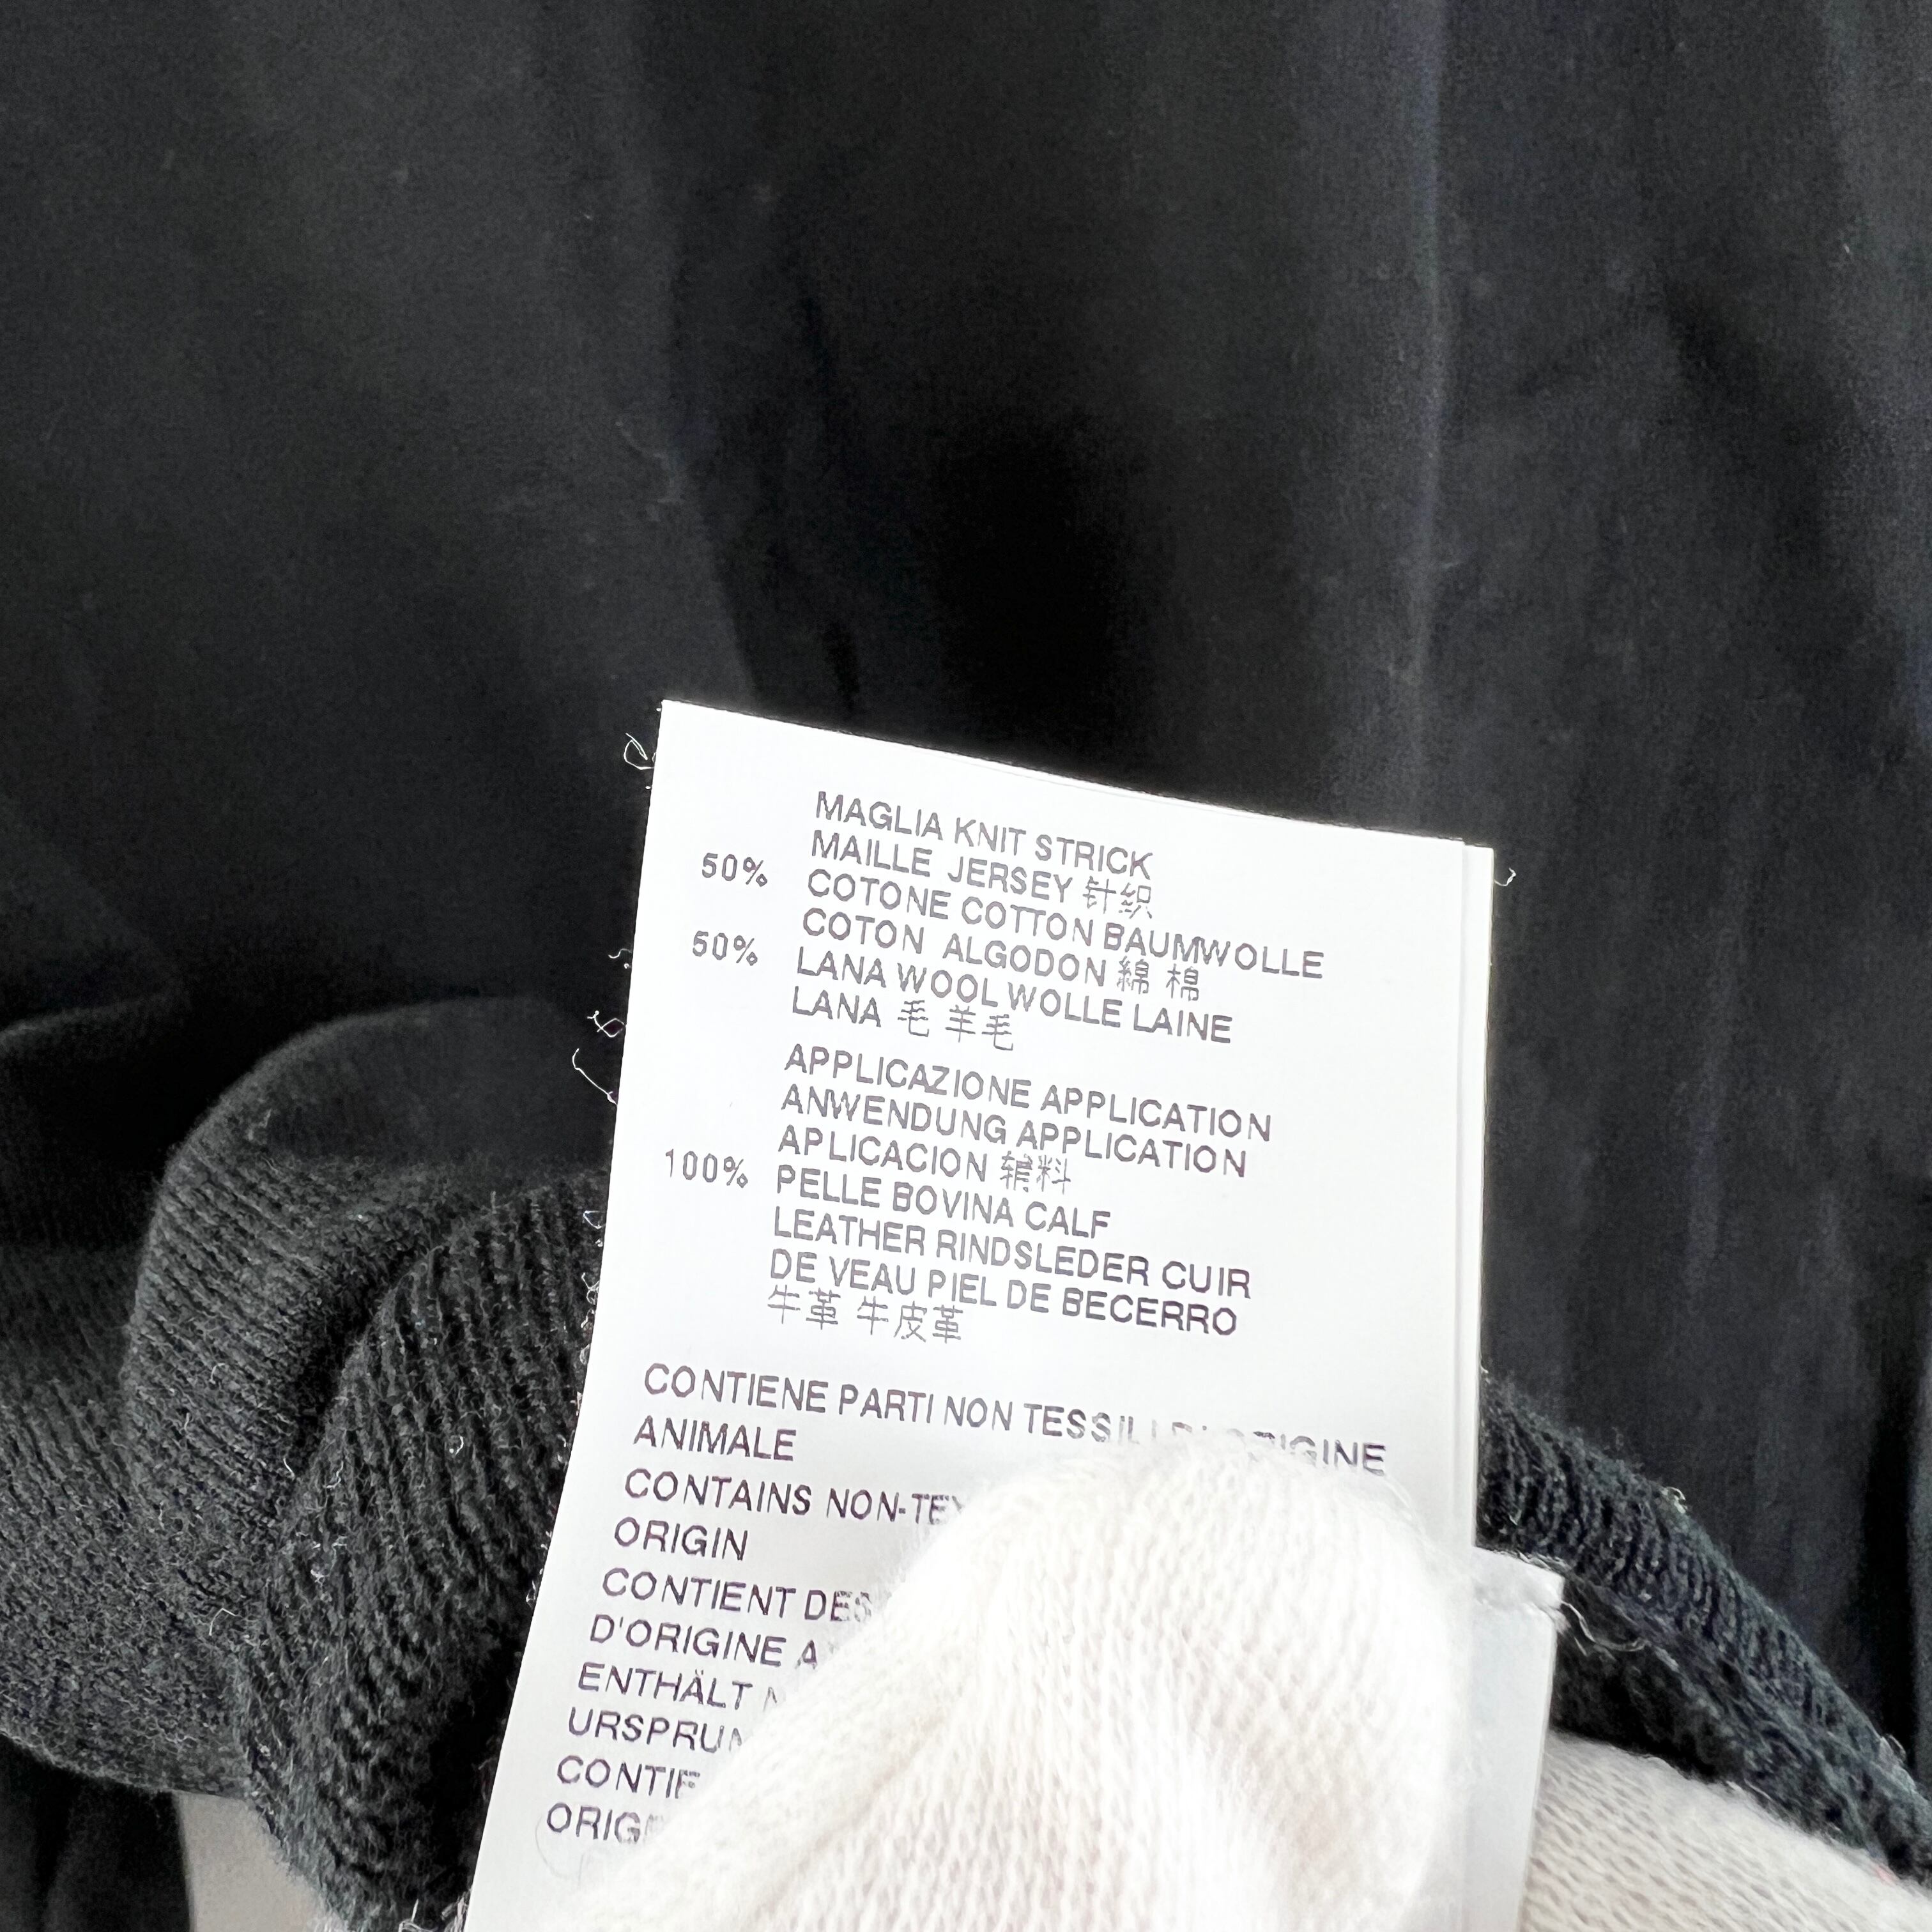 MAGLIA KNIT STRICK
MAILLE JERSEY 针织
50% COTONE COTTON BAUMWOLLE
COTON ALGODON 綿 棉
50% LANA WOOL WOLLE LAINE
LANA 毛 羊毛
APPLICAZIONE APPLICATION
ANWENDUNG APPLICATION
APLICACION 辅料
100% PELLE BOVINA CALF
LEATHER RINDSLEDER CUIR
DE VEAU PIEL DE BECERRO
牛革 牛皮革
CONTIENE PARTI NON TESSILI D'ORIGINE
ANIMALE
CONTAINS NON-
ORIGIN
CONTIENT DES
D'ORIGINE
ENTHÄLT